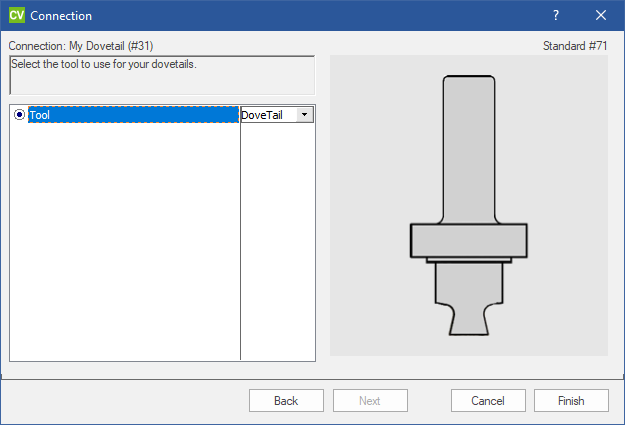 CV Connection ?
Connection: My Dovetail (#31) Standard #71
Select the tool to use for your dovetails.
Tool DoveTail
Back Next Cancel Finish